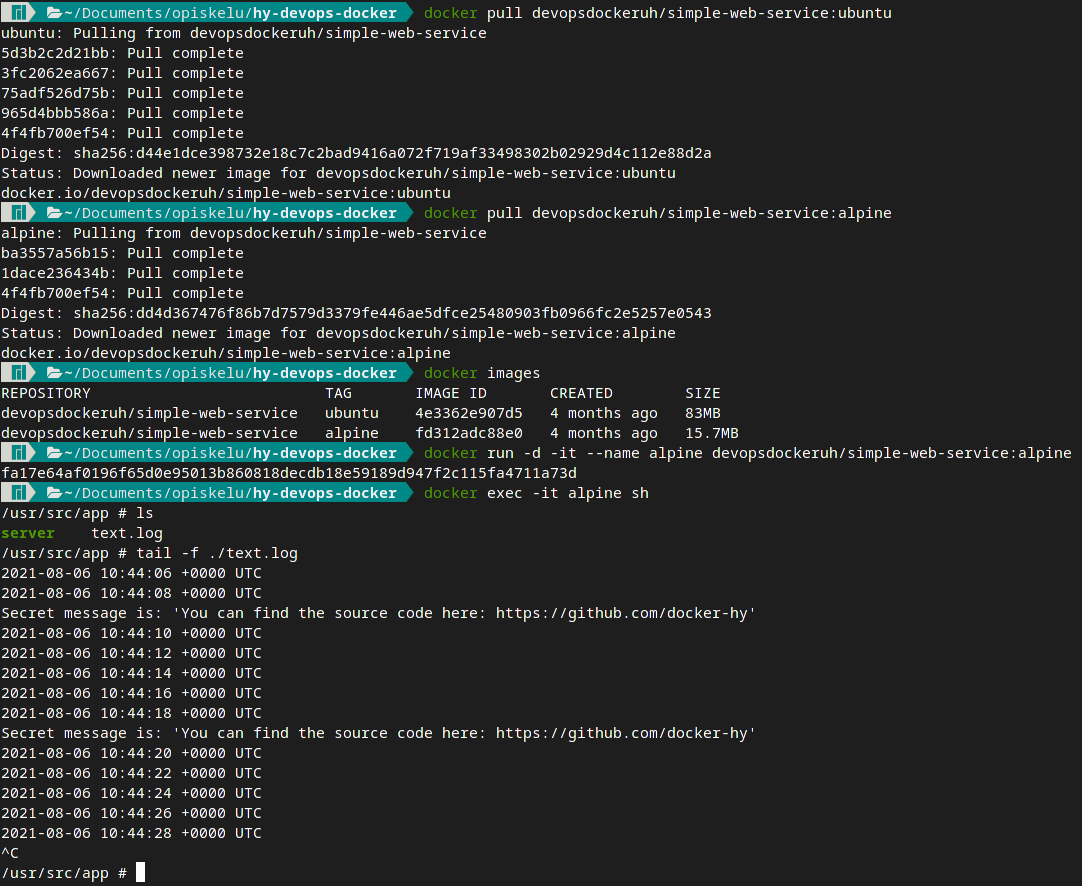 ~/Documents/opiskelu/hy-devops-docker docker pull devopsdockeruh/simple-web-service:ubuntu
ubuntu: Pulling from devopsdockeruh/simple-web-service
5d3b2c2d21bb: Pull complete
3fc2062ea667: Pull complete
75adf526d75b: Pull complete
965d4bbb586a: Pull complete
4f4fb700ef54: Pull complete
Digest: sha256:d44e1dce398732e18c7c2bad9416a072f719af33498302b02929d4c112e88d2a
Status: Downloaded newer image for devopsdockeruh/simple-web-service:ubuntu
docker.io/devopsdockeruh/simple-web-service:ubuntu
~/Documents/opiskelu/hy-devops-docker docker pull devopsdockeruh/simple-web-service:alpine
alpine: Pulling from devopsdockeruh/simple-web-service
ba3557a56b15: Pull complete
1dace236434b: Pull complete
4f4fb700ef54: Pull complete
Digest: sha256:dd4d367476f86b7d7579d3379fe446ae5dfce25480903fb0966fc2e5257e0543
Status: Downloaded newer image for devopsdockeruh/simple-web-service:alpine
docker.io/devopsdockeruh/simple-web-service:alpine
~/Documents/opiskelu/hy-devops-docker docker images
REPOSITORY TAG IMAGE ID CREATED SIZE
devopsdockeruh/simple-web-service ubuntu 4e3362e907d5 4 months ago 83MB
devopsdockeruh/simple-web-service alpine fd312adc88e0 4 months ago 15.7MB
~/Documents/opiskelu/hy-devops-docker docker run -d -it --name alpine devopsdockeruh/simple-web-service:alpine
fa17e64af0196f65d0e95013b860818decdb18e59189d947f2c115fa4711a73d
~/Documents/opiskelu/hy-devops-docker docker exec -it alpine sh
/usr/src/app # ls
server text.log
/usr/src/app # tail -f ./text.log
2021-08-06 10:44:06 +0000 UTC
2021-08-06 10:44:08 +0000 UTC
Secret message is: 'You can find the source code here: https://github.com/docker-hy'
2021-08-06 10:44:10 +0000 UTC
2021-08-06 10:44:12 +0000 UTC
2021-08-06 10:44:14 +0000 UTC
2021-08-06 10:44:16 +0000 UTC
2021-08-06 10:44:18 +0000 UTC
Secret message is: 'You can find the source code here: https://github.com/docker-hy'
2021-08-06 10:44:20 +0000 UTC
2021-08-06 10:44:22 +0000 UTC
2021-08-06 10:44:24 +0000 UTC
2021-08-06 10:44:26 +0000 UTC
2021-08-06 10:44:28 +0000 UTC
^C
/usr/src/app #